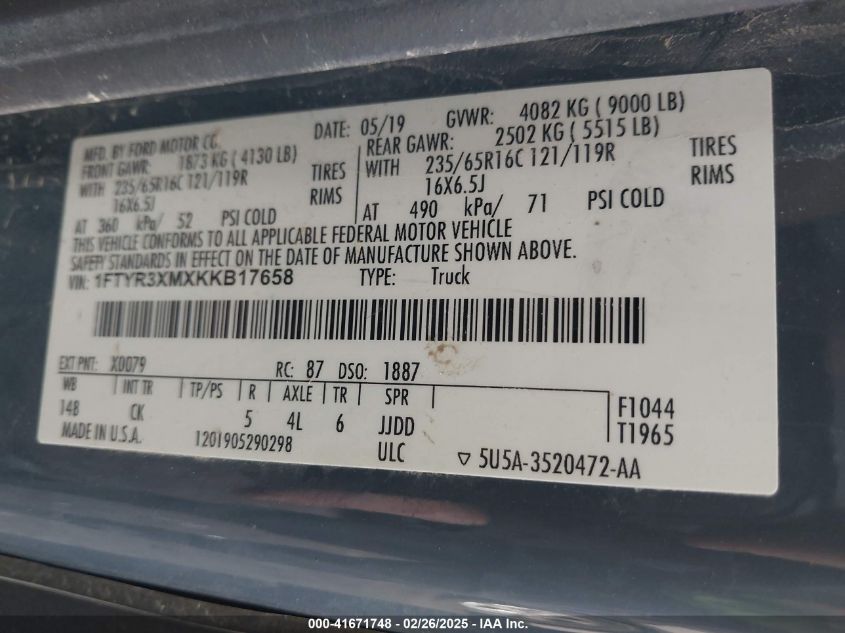 MFD. BY FORD MOTOR CO.
DATE: 05/19 GVWR: 4082 KG ( 9000 LB)
FRONT GAWR: 1873 KG ( 4130 LB)
WITH 235/65R16C 121/119R TIRES
16X6.5J RIMS
AT 360 kPa/ 52 PSI COLD
REAR GAWR: 2502 KG ( 5515 LB)
WITH 235/65R16C 121/119R TIRES
16X6.5J RIMS
AT 490 kPa/ 71 PSI COLD
THIS VEHICLE CONFORMS TO ALL APPLICABLE FEDERAL MOTOR VEHICLE
SAFETY STANDARDS IN EFFECT ON THE DATE OF MANUFACTURE SHOWN ABOVE.
VIN: 1FTYR3XMXKKB17658 TYPE: Truck
EXT PNT: X0079 RC: 87 DSO: 1887
WB INT TR TP/PS R AXLE TR SPR
148 CK 5 4L 6 JJDD
F1044
T1965
MADE IN U.S.A. 1201905290298 ULC ▽ 5U5A-3520472-AA
000-41671748 - 02/26/2025 - IAA Inc.